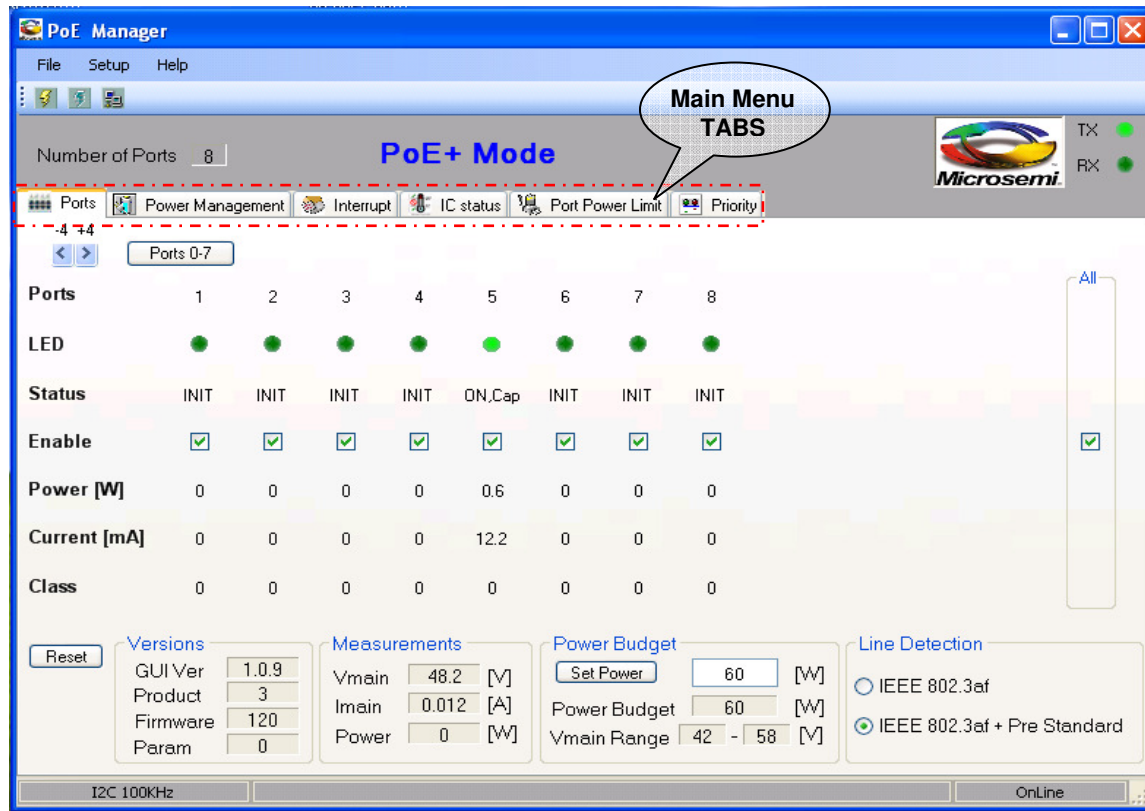 PoE Manager
File Setup Help
Main Menu
TABS
Number of Ports 8
PoE+ Mode
Microsemi.
TX
RX
Ports Power Management Interrupt IC status Port Power Limit Priority
-4 +4
< > Ports 0-7
All
Ports 1 2 3 4 5 6 7 8
LED
Status INIT INIT INIT INIT ON,Cap INIT INIT INIT
Enable
Power [W] 0 0 0 0 0.6 0 0 0
Current [mA] 0 0 0 0 12.2 0 0 0
Class 0 0 0 0 0 0 0 0
Reset
Versions
GUI Ver 1.0.9
Product 3
Firmware 120
Param 0
Measurements
Vmain 48.2 [V]
Imain 0.012 [A]
Power 0 [W]
Power Budget
Set Power 60 [W]
Power Budget 60 [W]
Vmain Range 42 - 58 [V]
Line Detection
IEEE 802.3af
IEEE 802.3af + Pre Standard
I2C 100KHz
OnLine